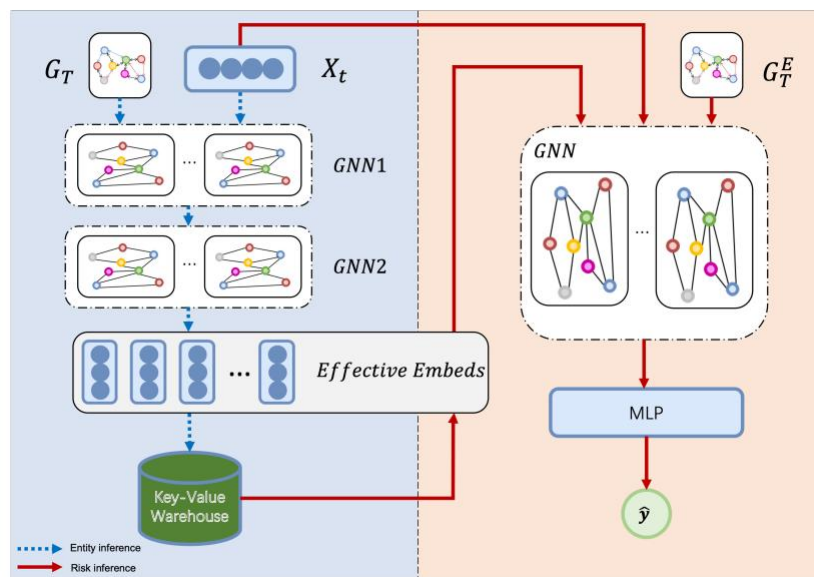 G_T
X_t
G_T^E
...
GNN1
GNN
...
...
GNN2
...
Effective Embeds
MLP
Key-Value
Warehouse
ŷ
Entity inference
Risk inference